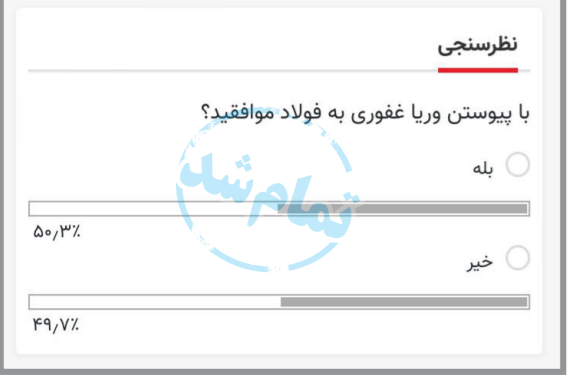 نظرسنجی
با پیوستن وریا غفوری به فولاد موافقید؟
بله
۵۰٫۳٪
خیر
۴۹٫۷٪
تمام شد